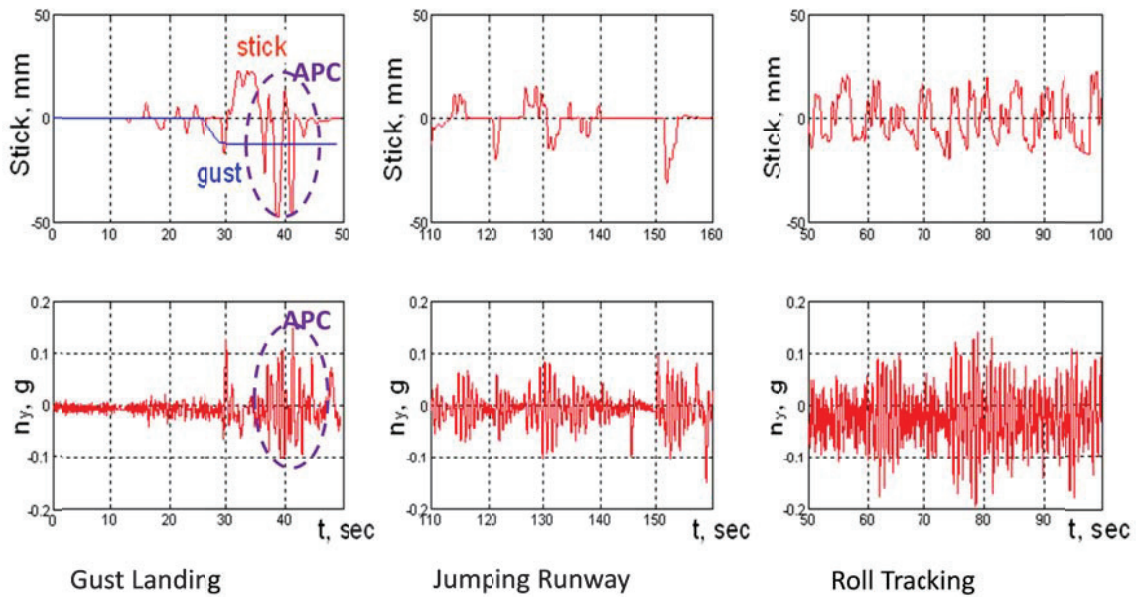 50
stick
APC
Stick, mm
0
gust
-50
0 10 20 30 40 50
50
Stick, mm
0
-50
110 120 130 140 150 160
50
Stick, mm
0
-50
50 60 70 80 90 100
0.2
APC
0.1
ny, g
0
-0.1
-0.2
0 10 20 30 40
t, sec
0.2
0.1
ny, g
0
-0.1
-0.2
110 120 130 140 150
t, sec
0.2
0.1
ny, g
0
-0.1
-0.2
50 60 70 80 90
t, sec
Gust Landing
Jumping Runway
Roll Tracking